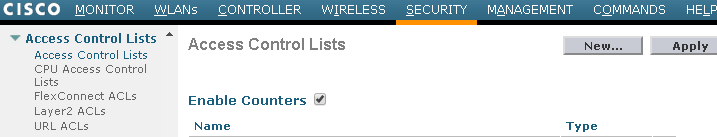 CISCO MONITOR WLANs CONTROLLER WIRELESS SECURITY MANAGEMENT COMMANDS HELP
Access Control Lists
Access Control Lists
CPU Access Control
Lists
FlexConnect ACLs
Layer2 ACLs
URL ACLs
Access Control Lists New... Apply
Enable Counters
Name Type